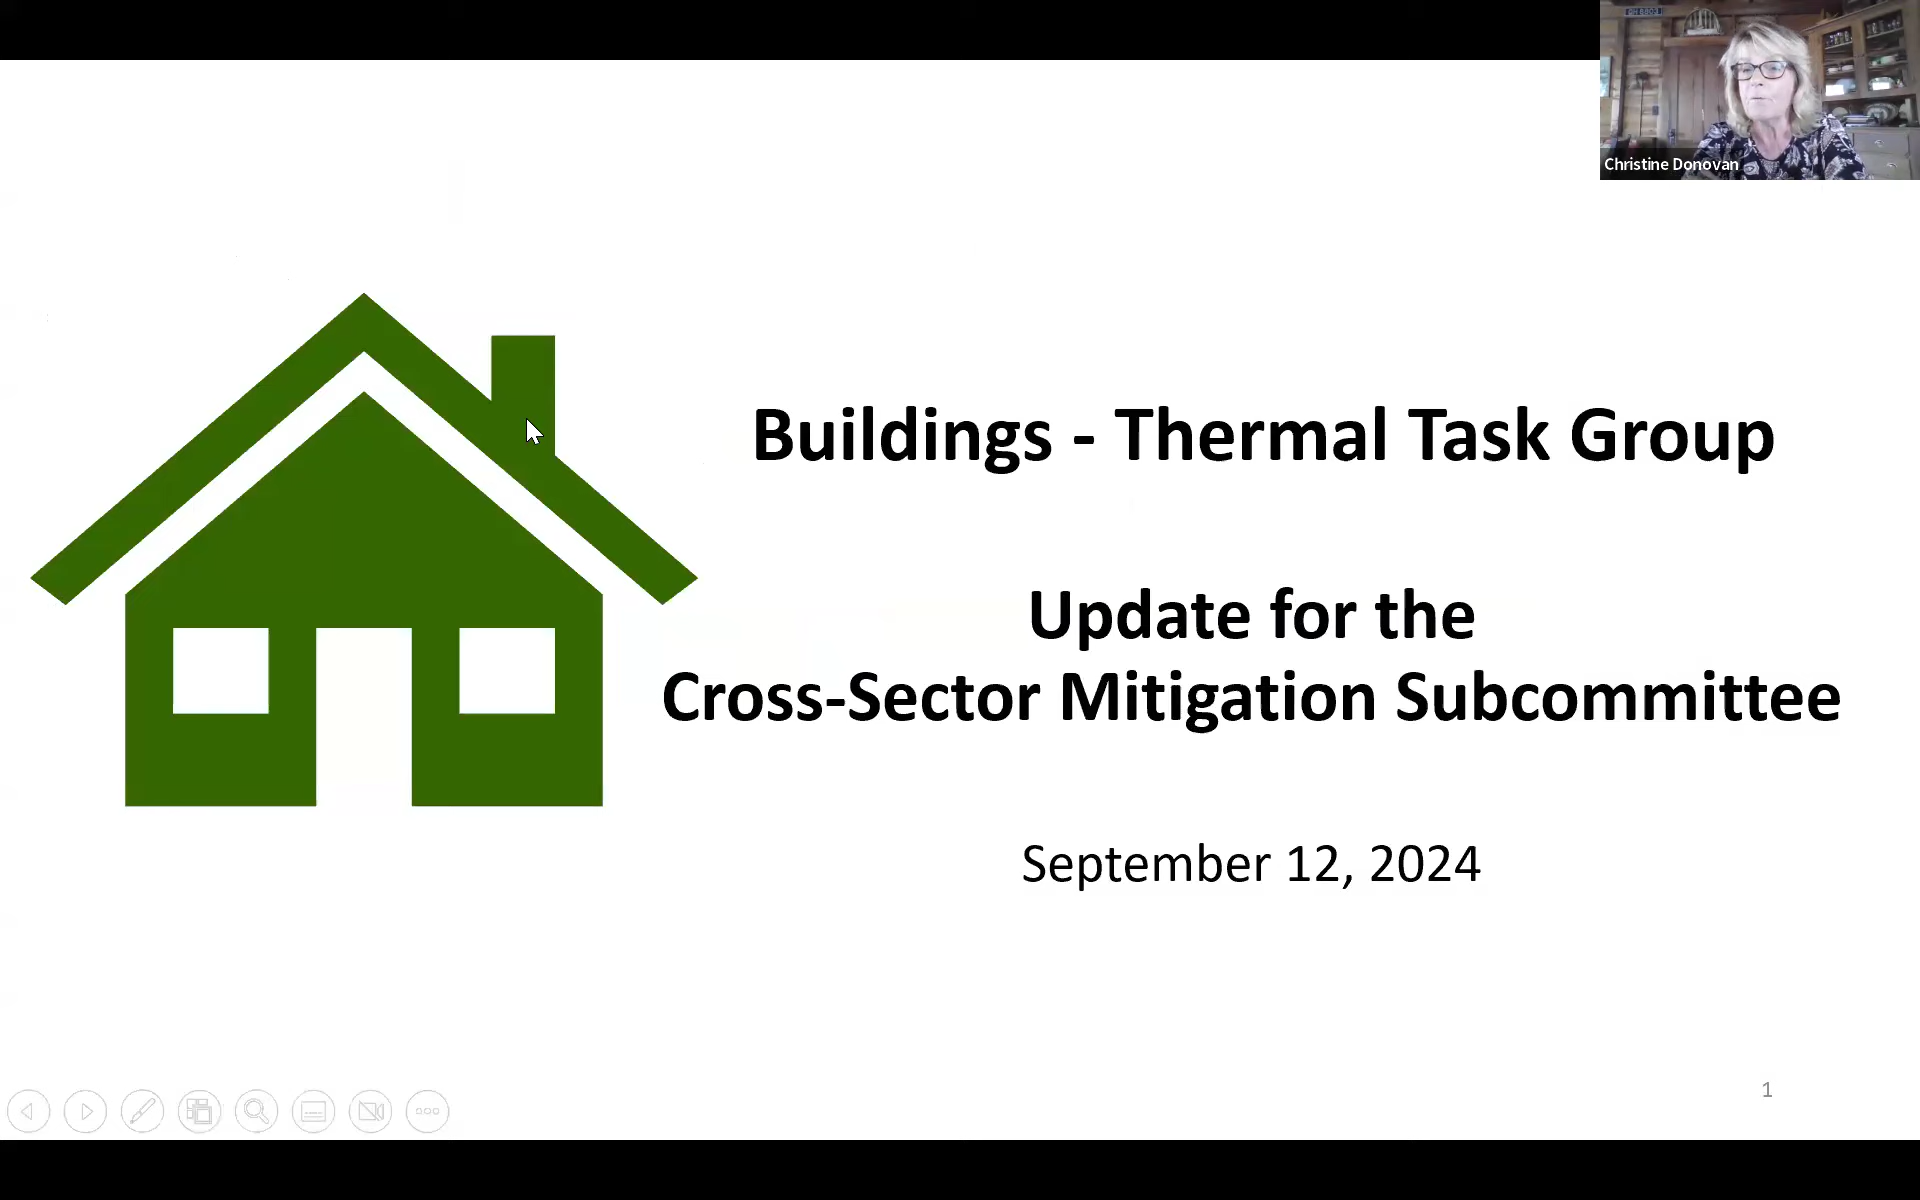 Christine Donovan
Buildings - Thermal Task Group
Update for the
Cross-Sector Mitigation Subcommittee
September 12, 2024
1